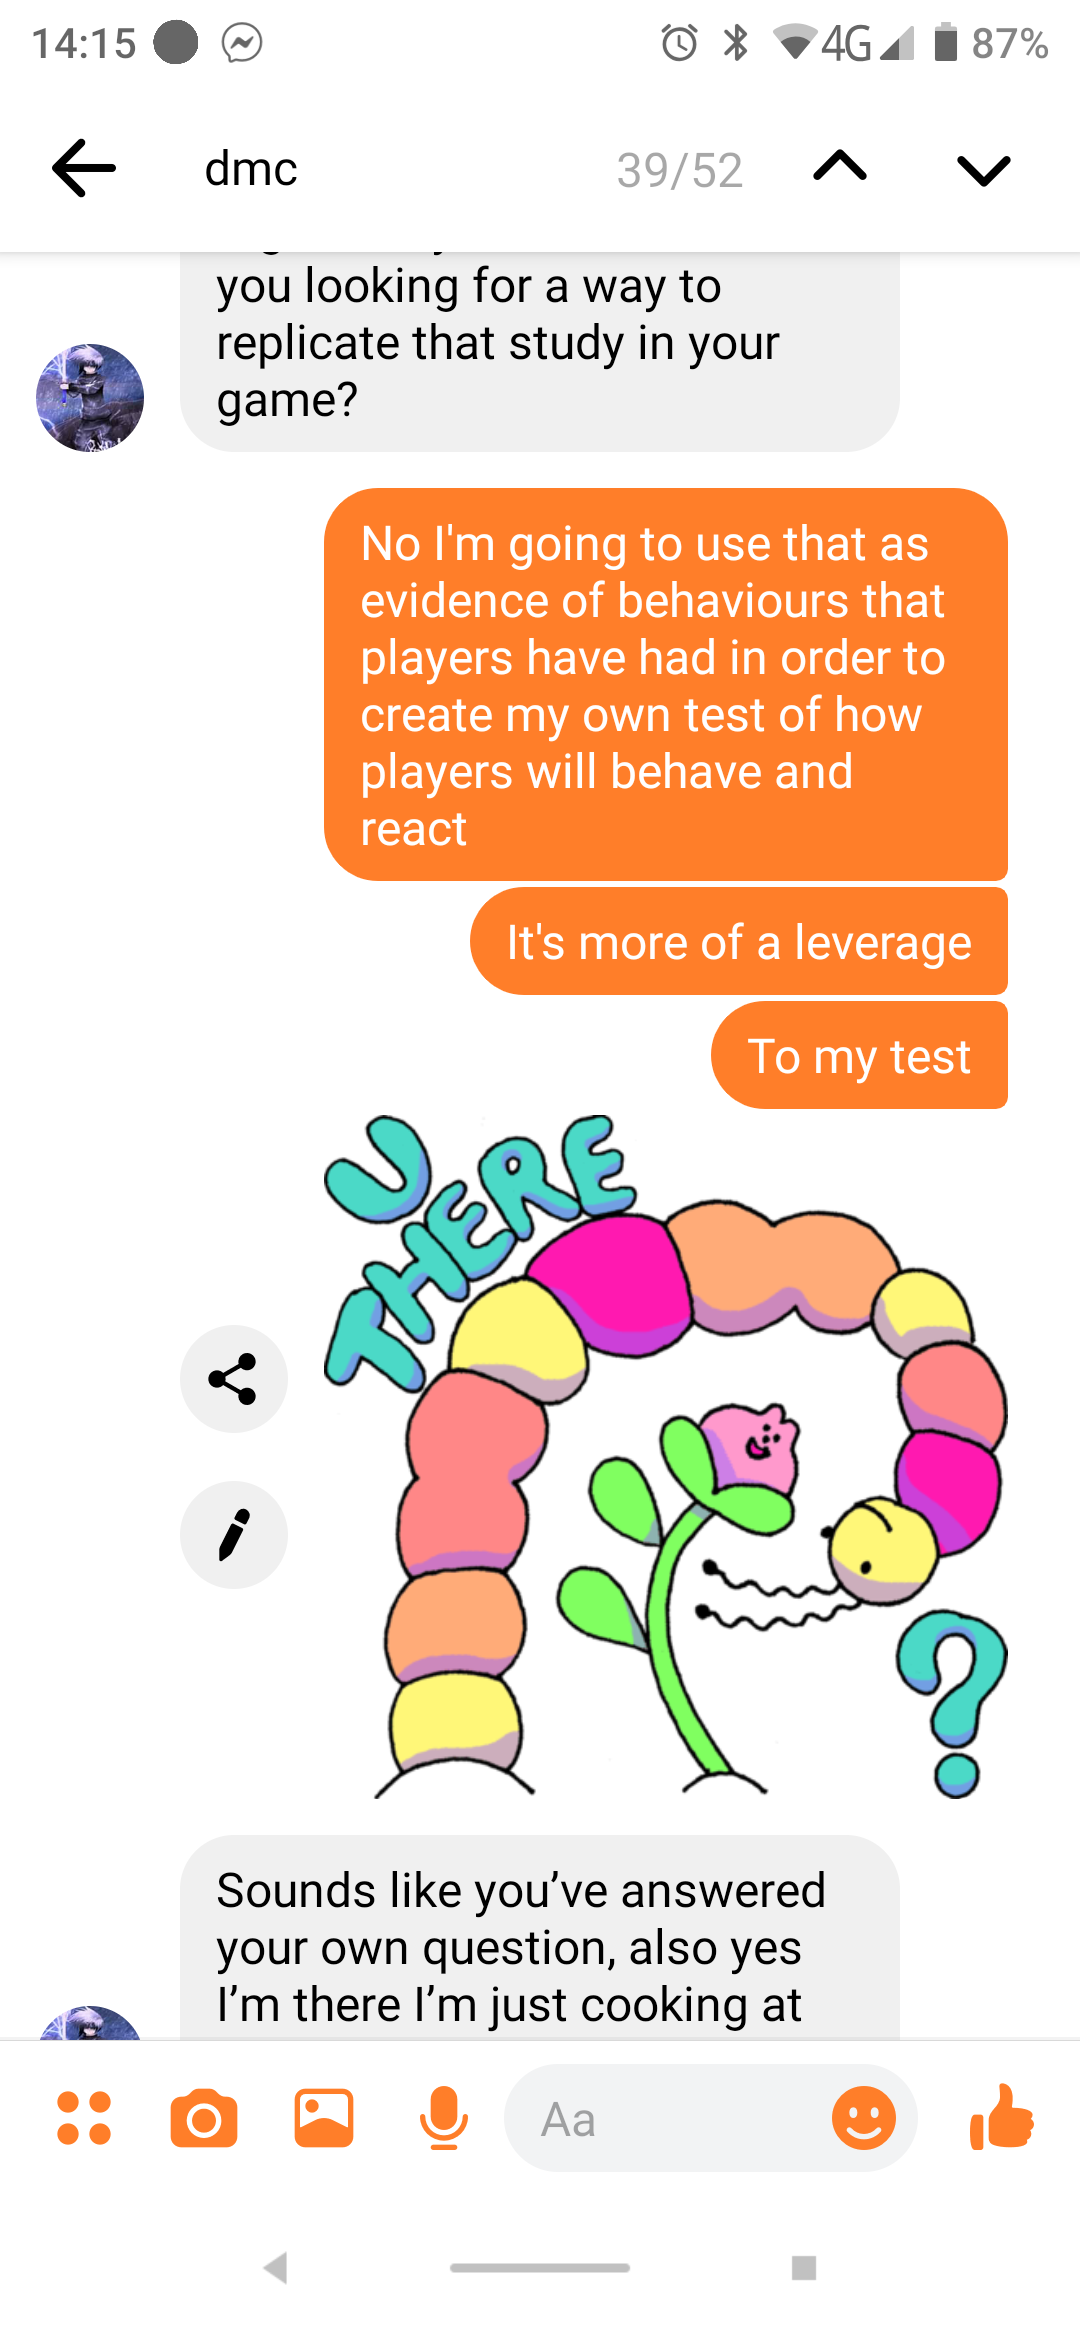 14:15
4G
87%
dmc
39/52
you looking for a way to
replicate that study in your
game?
No I'm going to use that as
evidence of behaviours that
players have had in order to
create my own test of how
players will behave and
react
It's more of a leverage
To my test
U
THERE
?
Sounds like you’ve answered
your own question, also yes
I’m there I’m just cooking at
Aa